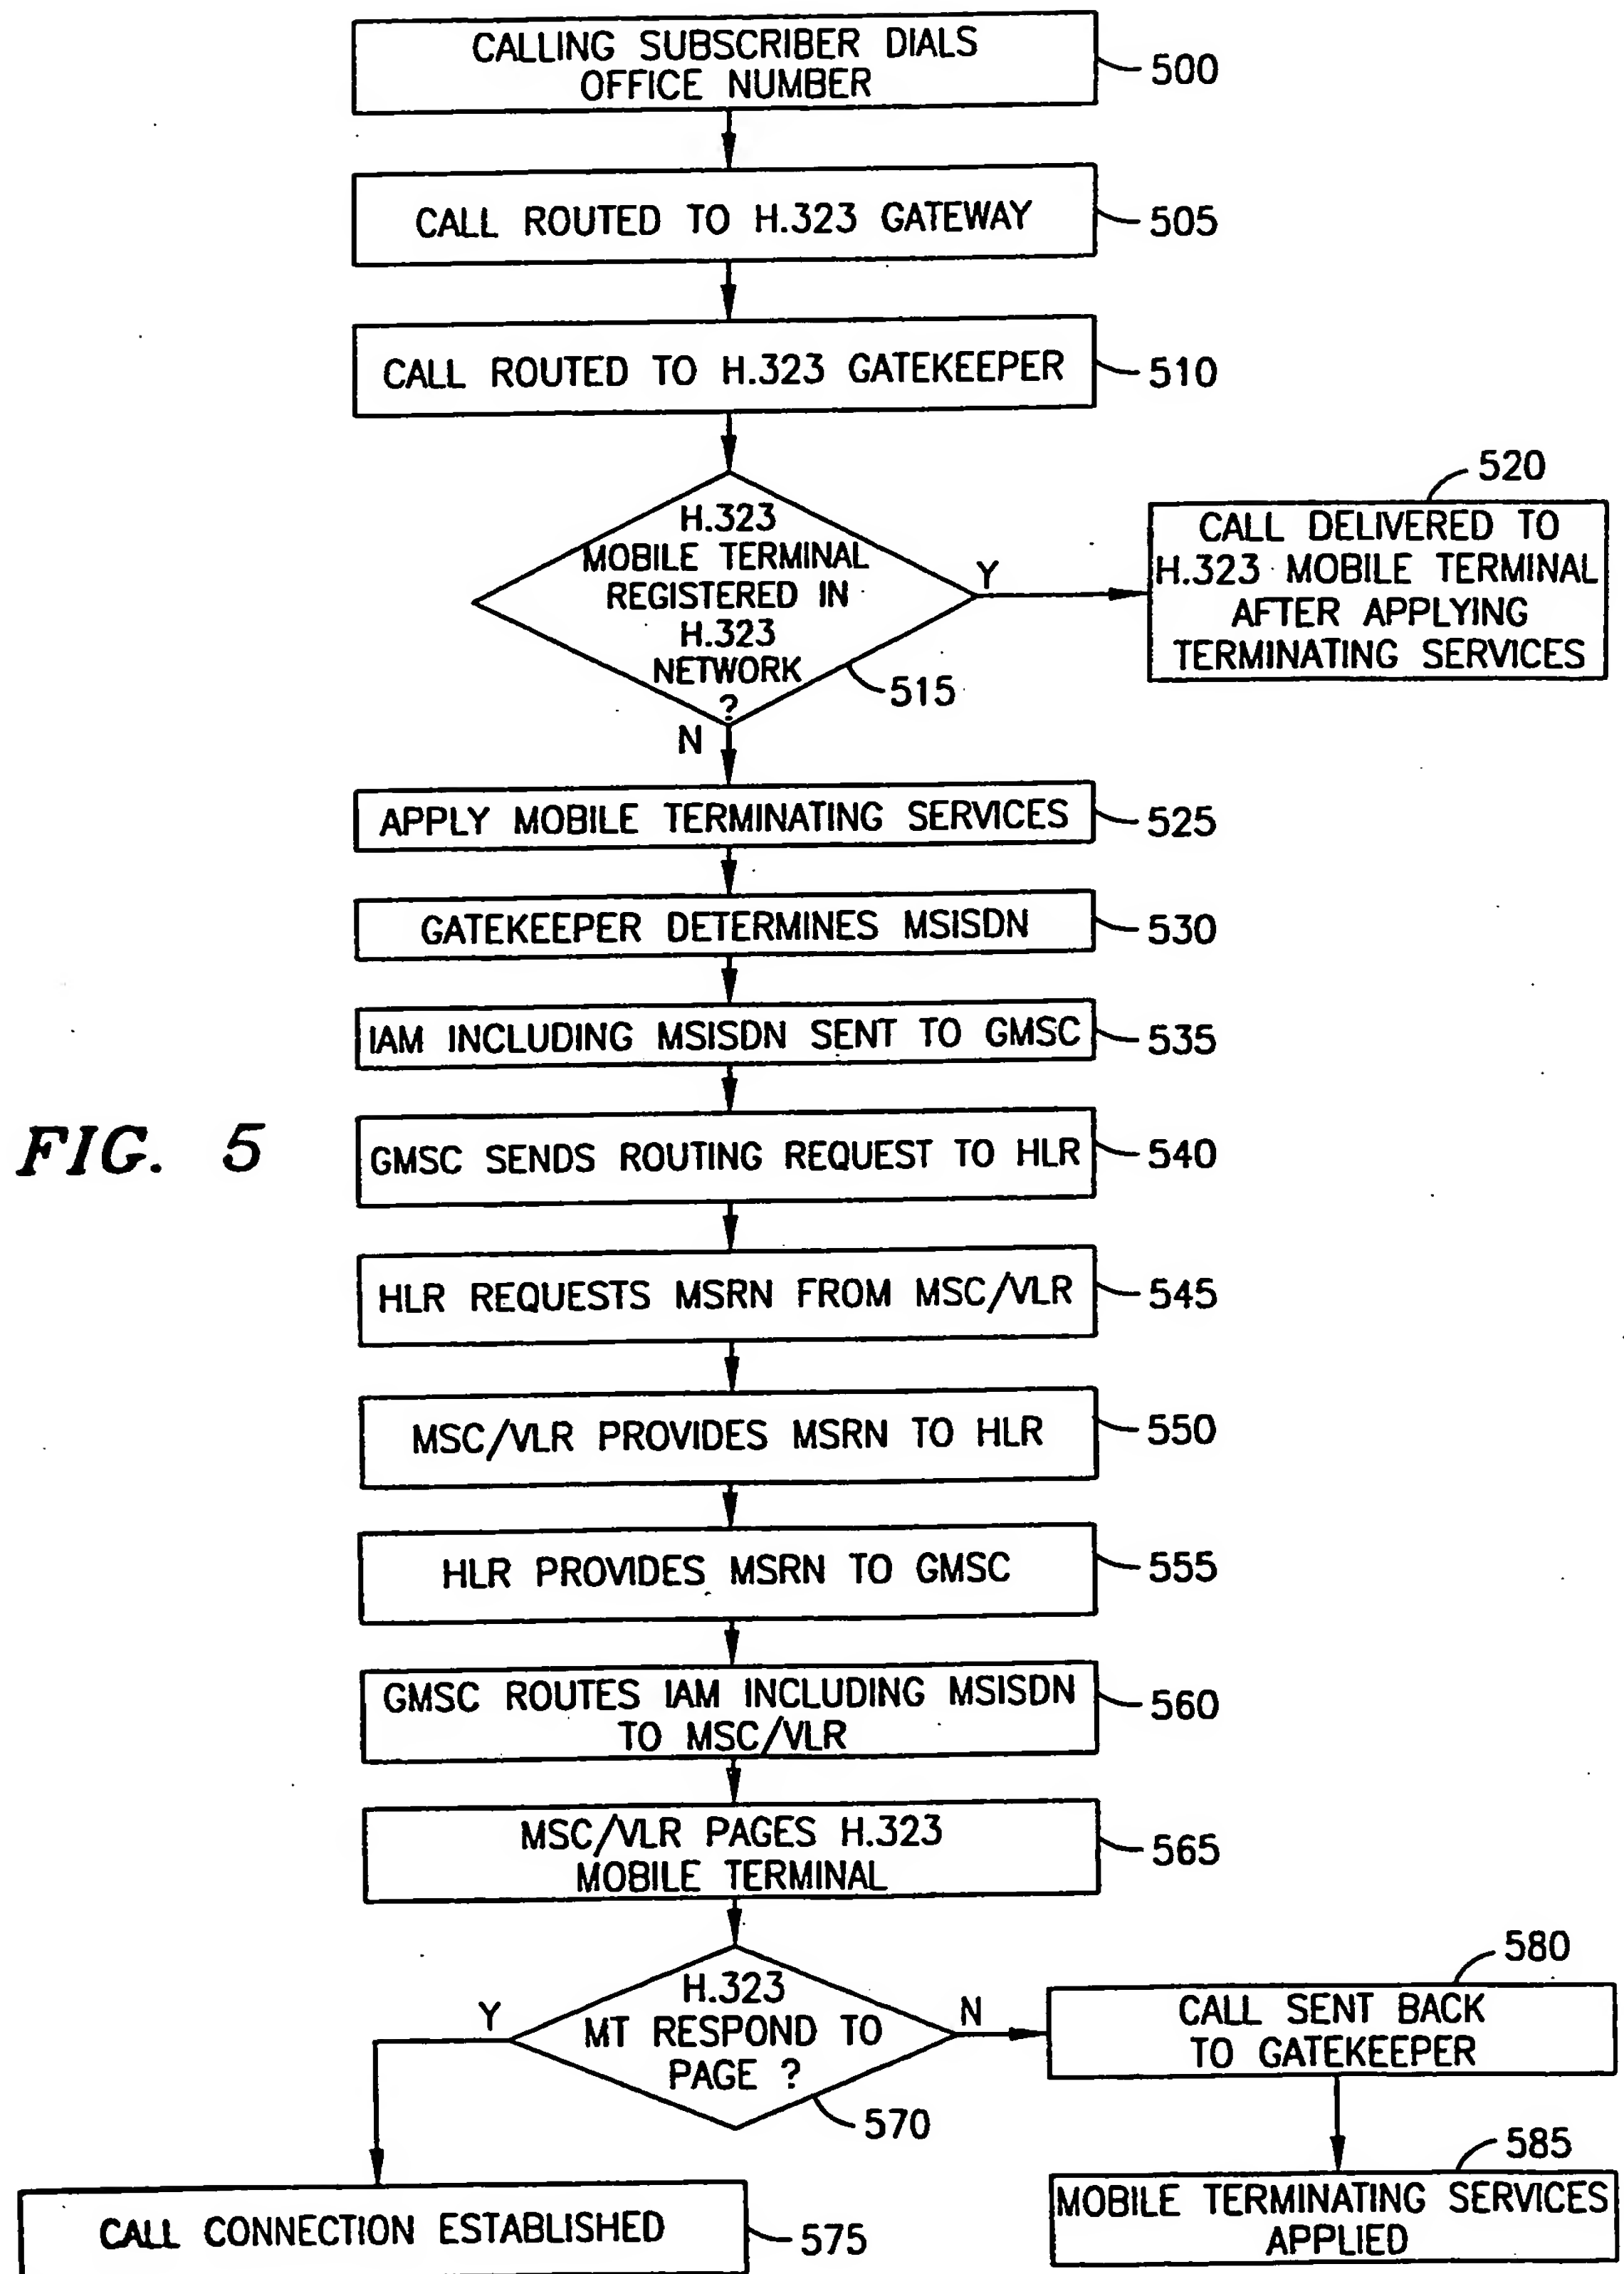 CALLING SUBSCRIBER DIALS
OFFICE NUMBER
500
CALL ROUTED TO H.323 GATEWAY
505
CALL ROUTED TO H.323 GATEKEEPER
510
H.323
MOBILE TERMINAL
REGISTERED IN
H.323
NETWORK
?
515
Y
520
CALL DELIVERED TO
H.323 MOBILE TERMINAL
AFTER APPLYING
TERMINATING SERVICES
N
APPLY MOBILE TERMINATING SERVICES
525
GATEKEEPER DETERMINES MSISDN
530
IAM INCLUDING MSISDN SENT TO GMSC
535
FIG. 5
GMSC SENDS ROUTING REQUEST TO HLR
540
HLR REQUESTS MSRN FROM MSC/VLR
545
MSC/VLR PROVIDES MSRN TO HLR
550
HLR PROVIDES MSRN TO GMSC
555
GMSC ROUTES IAM INCLUDING MSISDN
TO MSC/VLR
560
MSC/VLR PAGES H.323
MOBILE TERMINAL
565
H.323
MT RESPOND TO
PAGE ?
570
Y
N
580
CALL SENT BACK
TO GATEKEEPER
CALL CONNECTION ESTABLISHED
575
585
MOBILE TERMINATING SERVICES
APPLIED